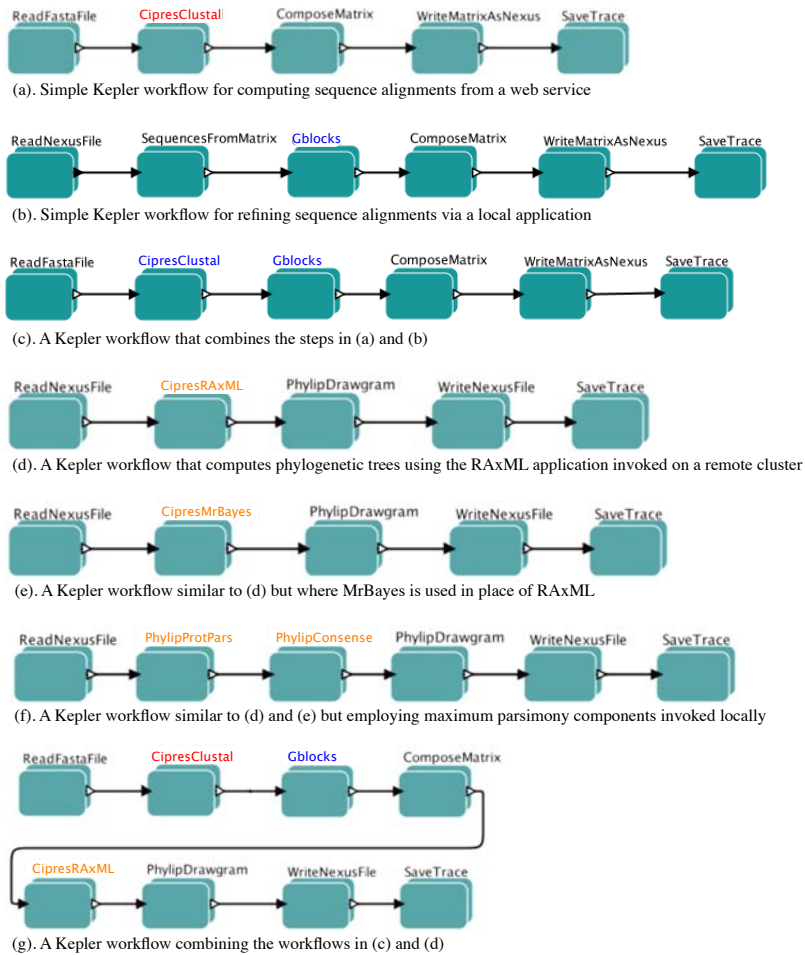 ReadFastaFile CipresClustal ComposeMatrix WriteMatrixAsNexus SaveTrace
(a). Simple Kepler workflow for computing sequence alignments from a web service
ReadNexusFile SequencesFromMatrix Gblocks ComposeMatrix WriteMatrixAsNexus SaveTrace
(b). Simple Kepler workflow for refining sequence alignments via a local application
ReadFastaFile CipresClustal Gblocks ComposeMatrix WriteMatrixAsNexus SaveTrace
(c). A Kepler workflow that combines the steps in (a) and (b)
ReadNexusFile CipresRAxML PhylipDrawgram WriteNexusFile SaveTrace
(d). A Kepler workflow that computes phylogenetic trees using the RAxML application invoked on a remote cluster
ReadNexusFile CipresMrBayes PhylipDrawgram WriteNexusFile SaveTrace
(e). A Kepler workflow similar to (d) but where MrBayes is used in place of RAxML
ReadNexusFile PhylipProtPars PhylipConsense PhylipDrawgram WriteNexusFile SaveTrace
(f). A Kepler workflow similar to (d) and (e) but employing maximum parsimony components invoked locally
ReadFastaFile CipresClustal Gblocks ComposeMatrix
CipresRAxML PhylipDrawgram WriteNexusFile SaveTrace
(g). A Kepler workflow combining the workflows in (c) and (d)